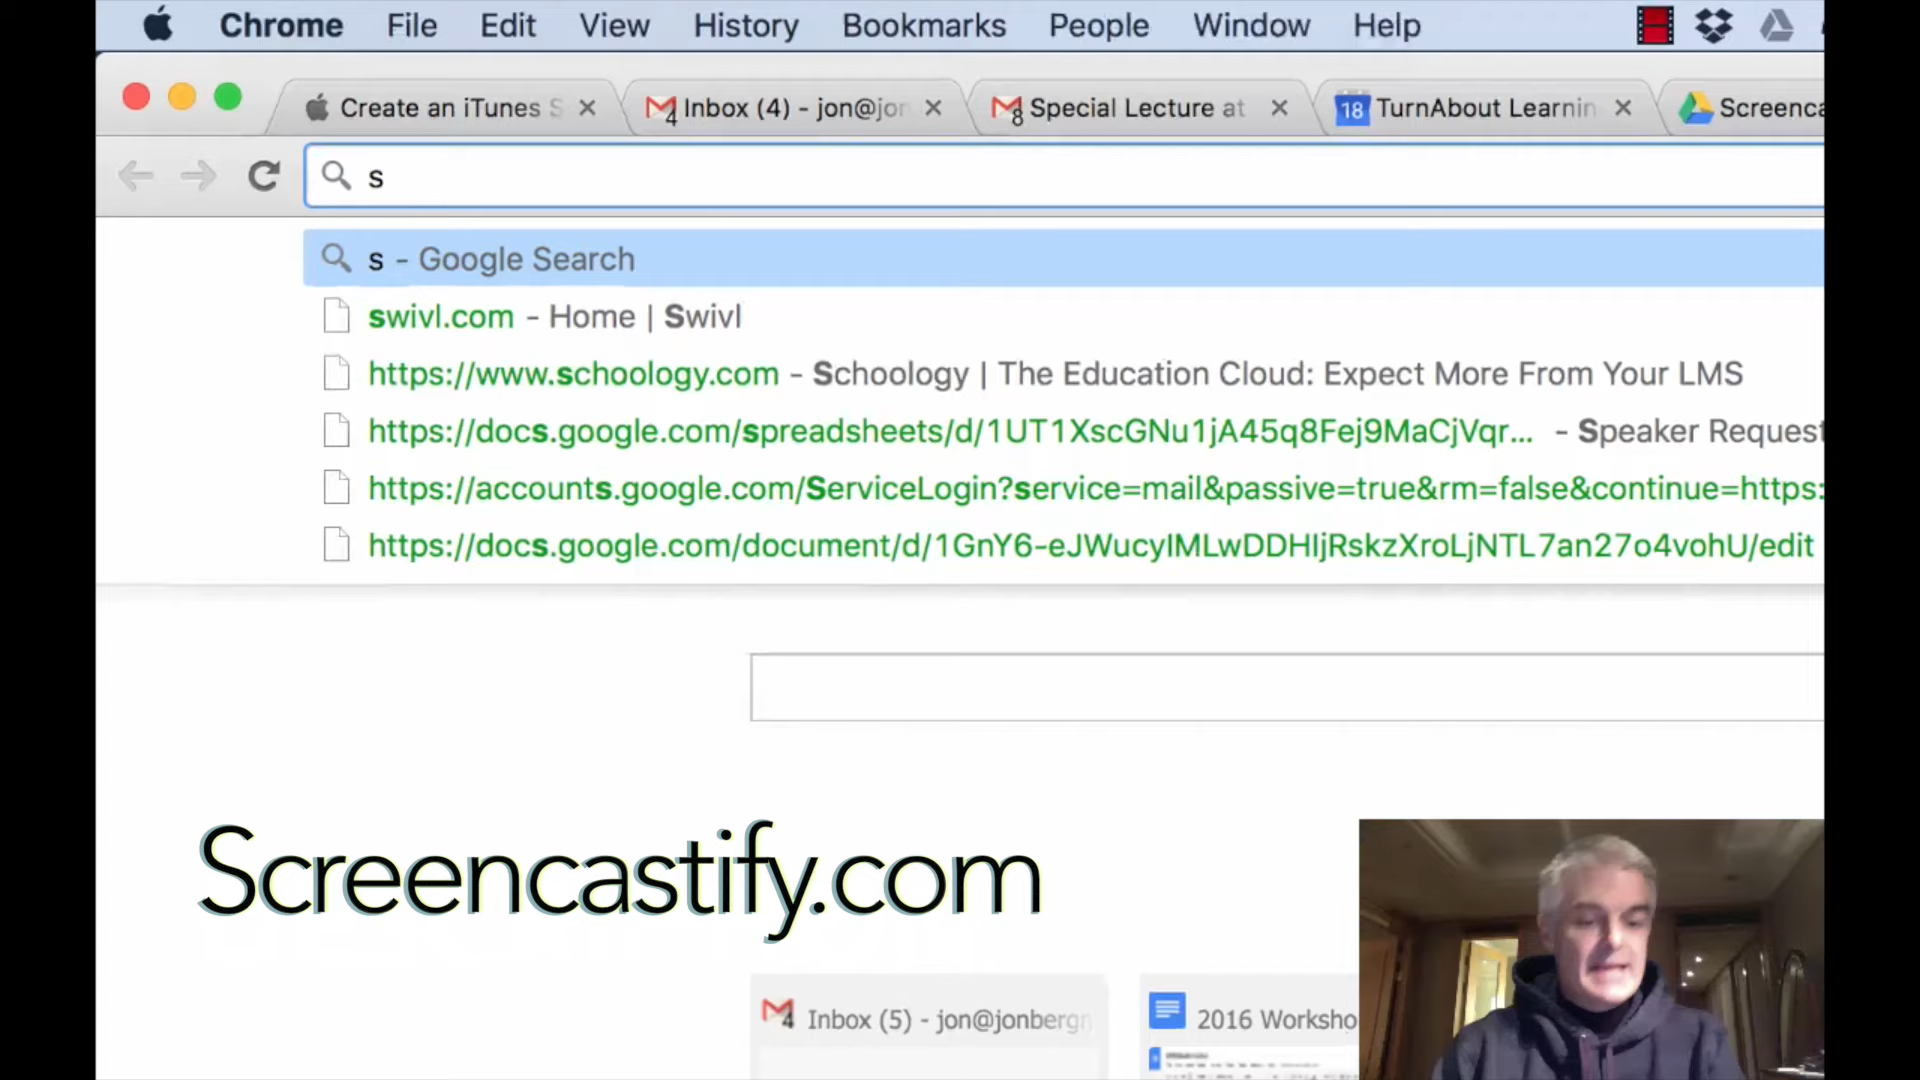 Chrome File Edit View History Bookmarks People Window Help
Create an iTunes S
Inbox (4) - jon@jon
Special Lecture at
18 TurnAbout Learnin
Screenca
s
s - Google Search
swivl.com - Home | Swivl
https://www.schoology.com - Schoology | The Education Cloud: Expect More From Your LMS
https://docs.google.com/spreadsheets/d/1UT1XscGNu1jA45q8Fej9MaCjVqr... - Speaker Request
https://accounts.google.com/ServiceLogin?service=mail&passive=true&rm=false&continue=https:
https://docs.google.com/document/d/1GnY6-eJWucyIMLwDDHIjRskzXroLjNTL7an27o4vohU/edit
Screencastify.com
Inbox (5) - jon@jonbergn
2016 Worksho